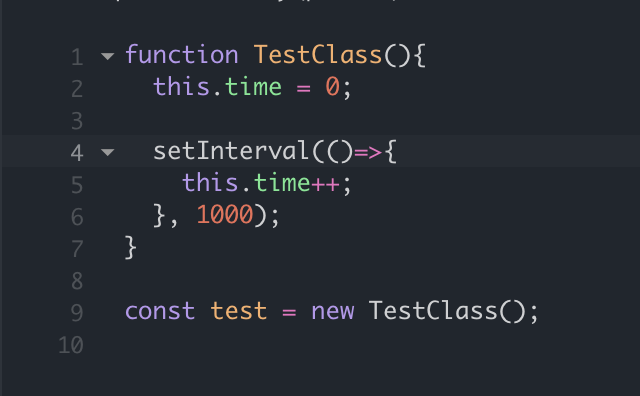 1 function TestClass(){
2 this.time = 0;
3
4 setInterval(()=>{
5 this.time++;
6 }, 1000);
7 }
8
9 const test = new TestClass();
10